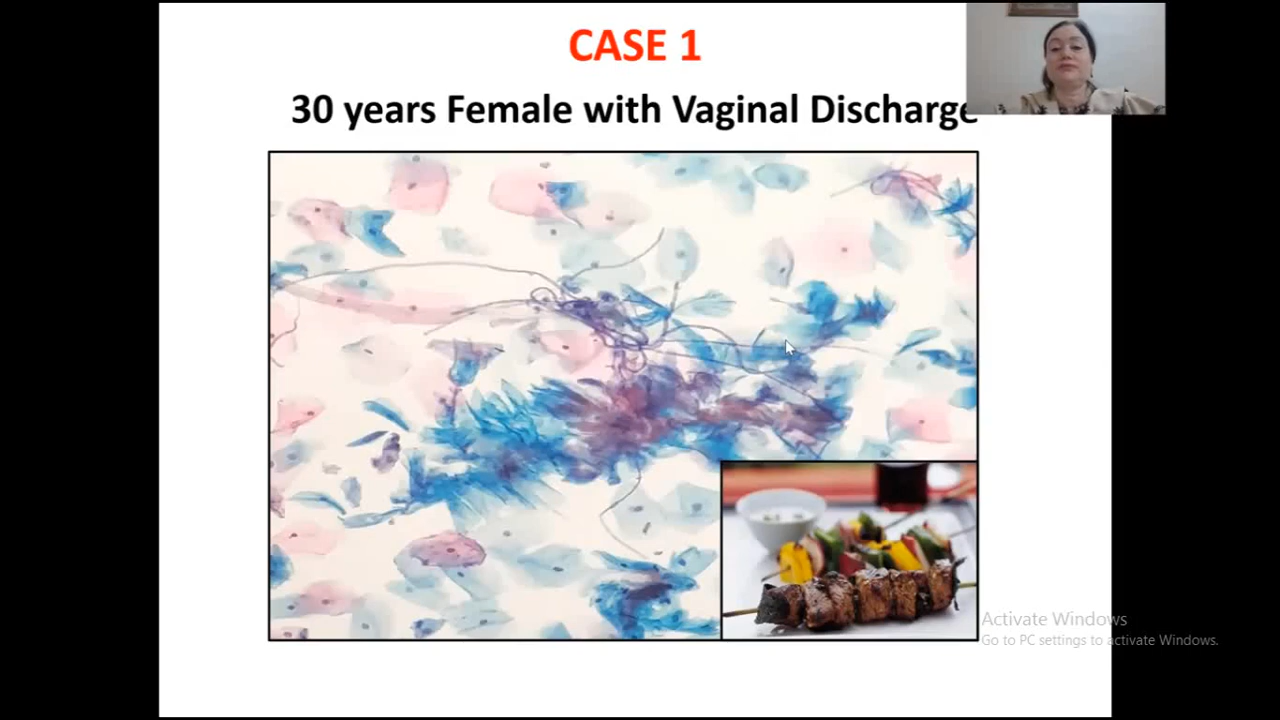 CASE 1
30 years Female with Vaginal Discharge
Activate Windows
Go to PC settings to activate Windows.